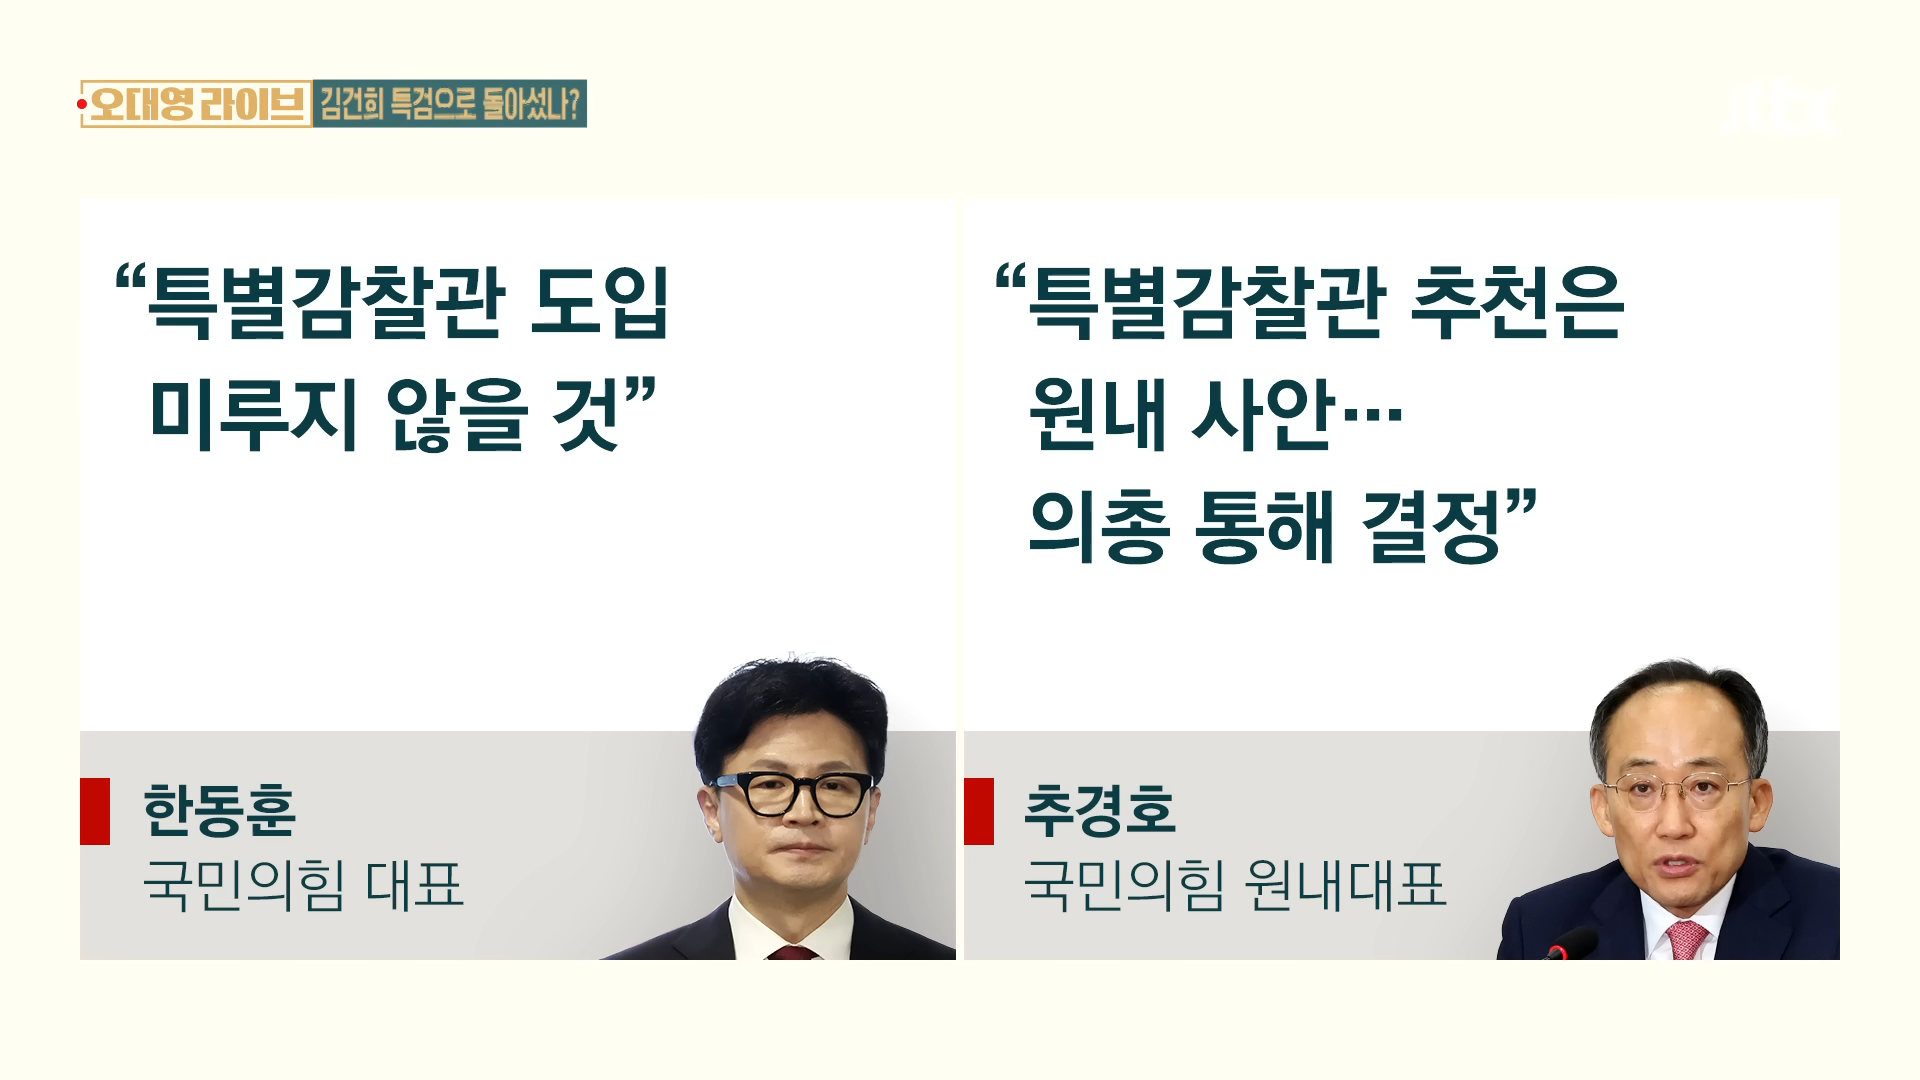 오대영 라이브
김건희 특검으로 돌아섰나?
jtbc
“특별감찰관 도입
미루지 않을 것”
한동훈
국민의힘 대표
“특별감찰관 추천은
원내 사안…
의총 통해 결정”
추경호
국민의힘 원내대표